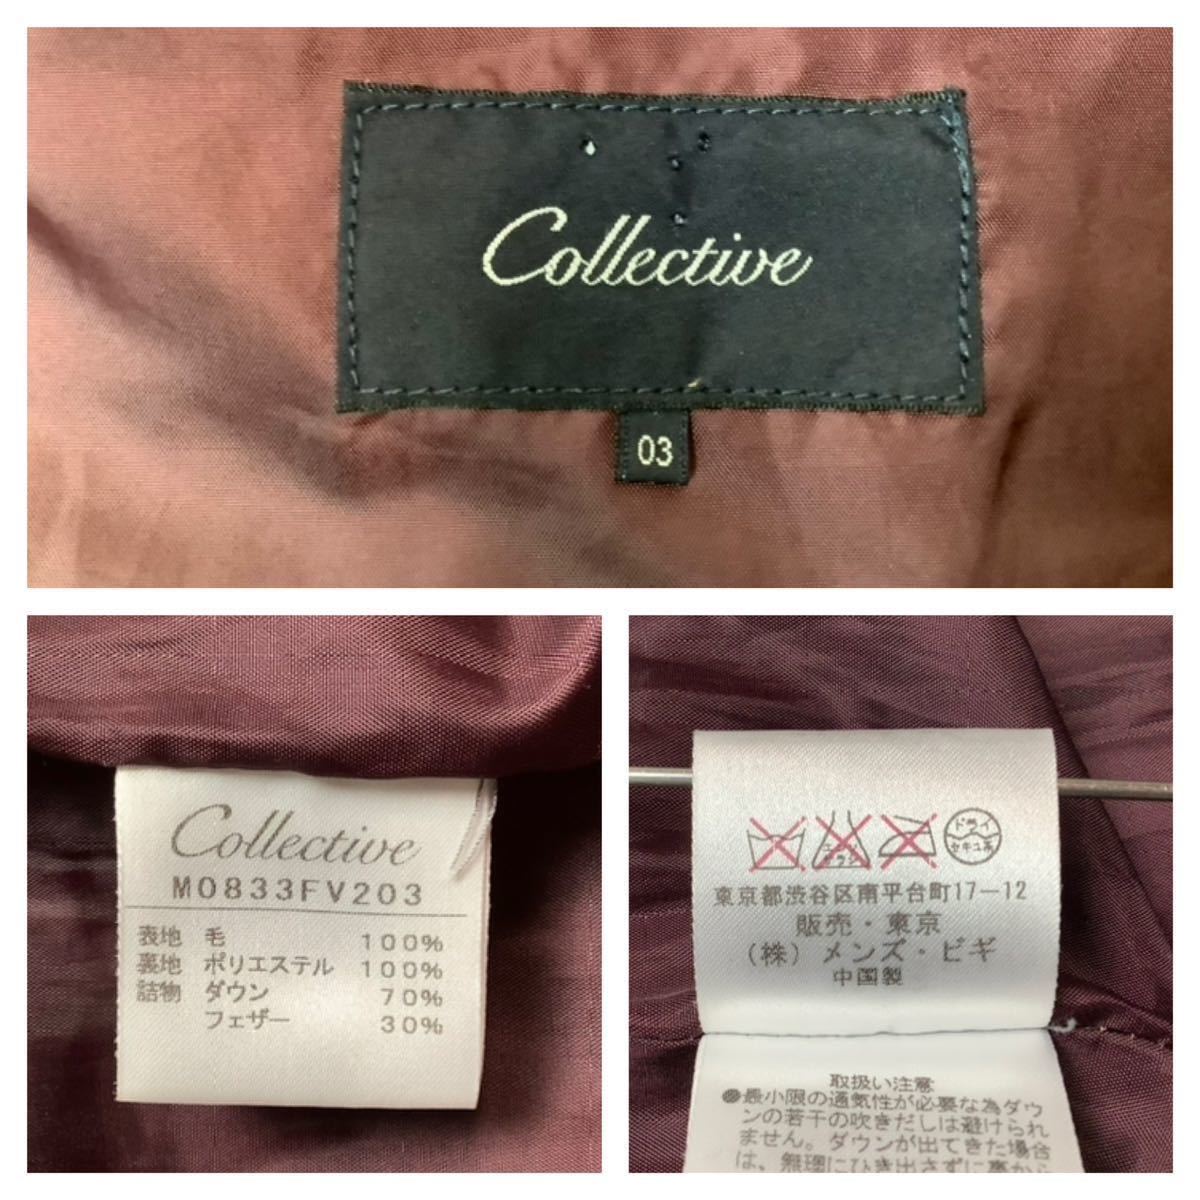 Collective
03
Collective
M0833FV203
表地 毛 100%
裏地 ポリエステル 100%
詰物 ダウン 70%
フェザー 30%
ドライ
セキユ系
東京都渋谷区南平台町17-12
販売・東京
(株)メンズ・ビギ
中国製
取扱い注意
●最小限の通気性が必要な為ダウ
ンの若干の吹きだしは避けられ
ません。ダウンが出てきた場合
は、無理にひき出さずに裏から